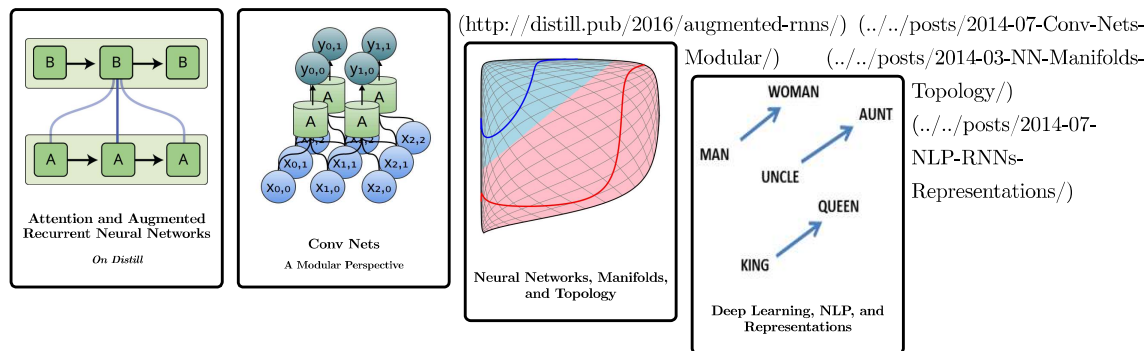 (http://distill.pub/2016/augmented-rnns/) (../../posts/2014-07-Conv-Nets-
Modular/) (../../posts/2014-03-NN-Manifolds-
Topology/)
(../../posts/2014-07-
NLP-RNNs-
Representations/)
B B B
A A A
Attention and Augmented
Recurrent Neural Networks
On Distill
y0,1 y1,1
y0,0 y1,0
A A
A A
x2,2
x0,1 x1,1 x2,1
x0,0 x1,0 x2,0
Conv Nets
A Modular Perspective
Neural Networks, Manifolds,
and Topology
WOMAN
AUNT
MAN
UNCLE
QUEEN
KING
Deep Learning, NLP, and
Representations